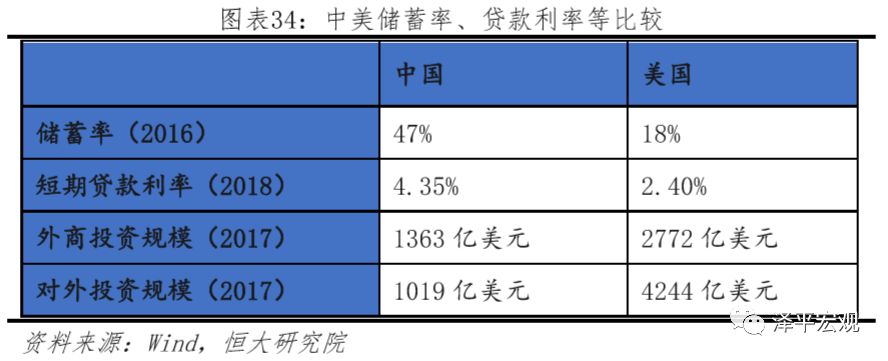 图表34：中美储蓄率、贷款利率等比较
中国 美国
储蓄率（2016） 47% 18%
短期贷款利率（2018） 4.35% 2.40%
外商投资规模（2017） 1363 亿美元 2772 亿美元
对外投资规模（2017） 1019 亿美元 4244 亿美元
泽平宏观
资料来源：Wind，恒大研究院